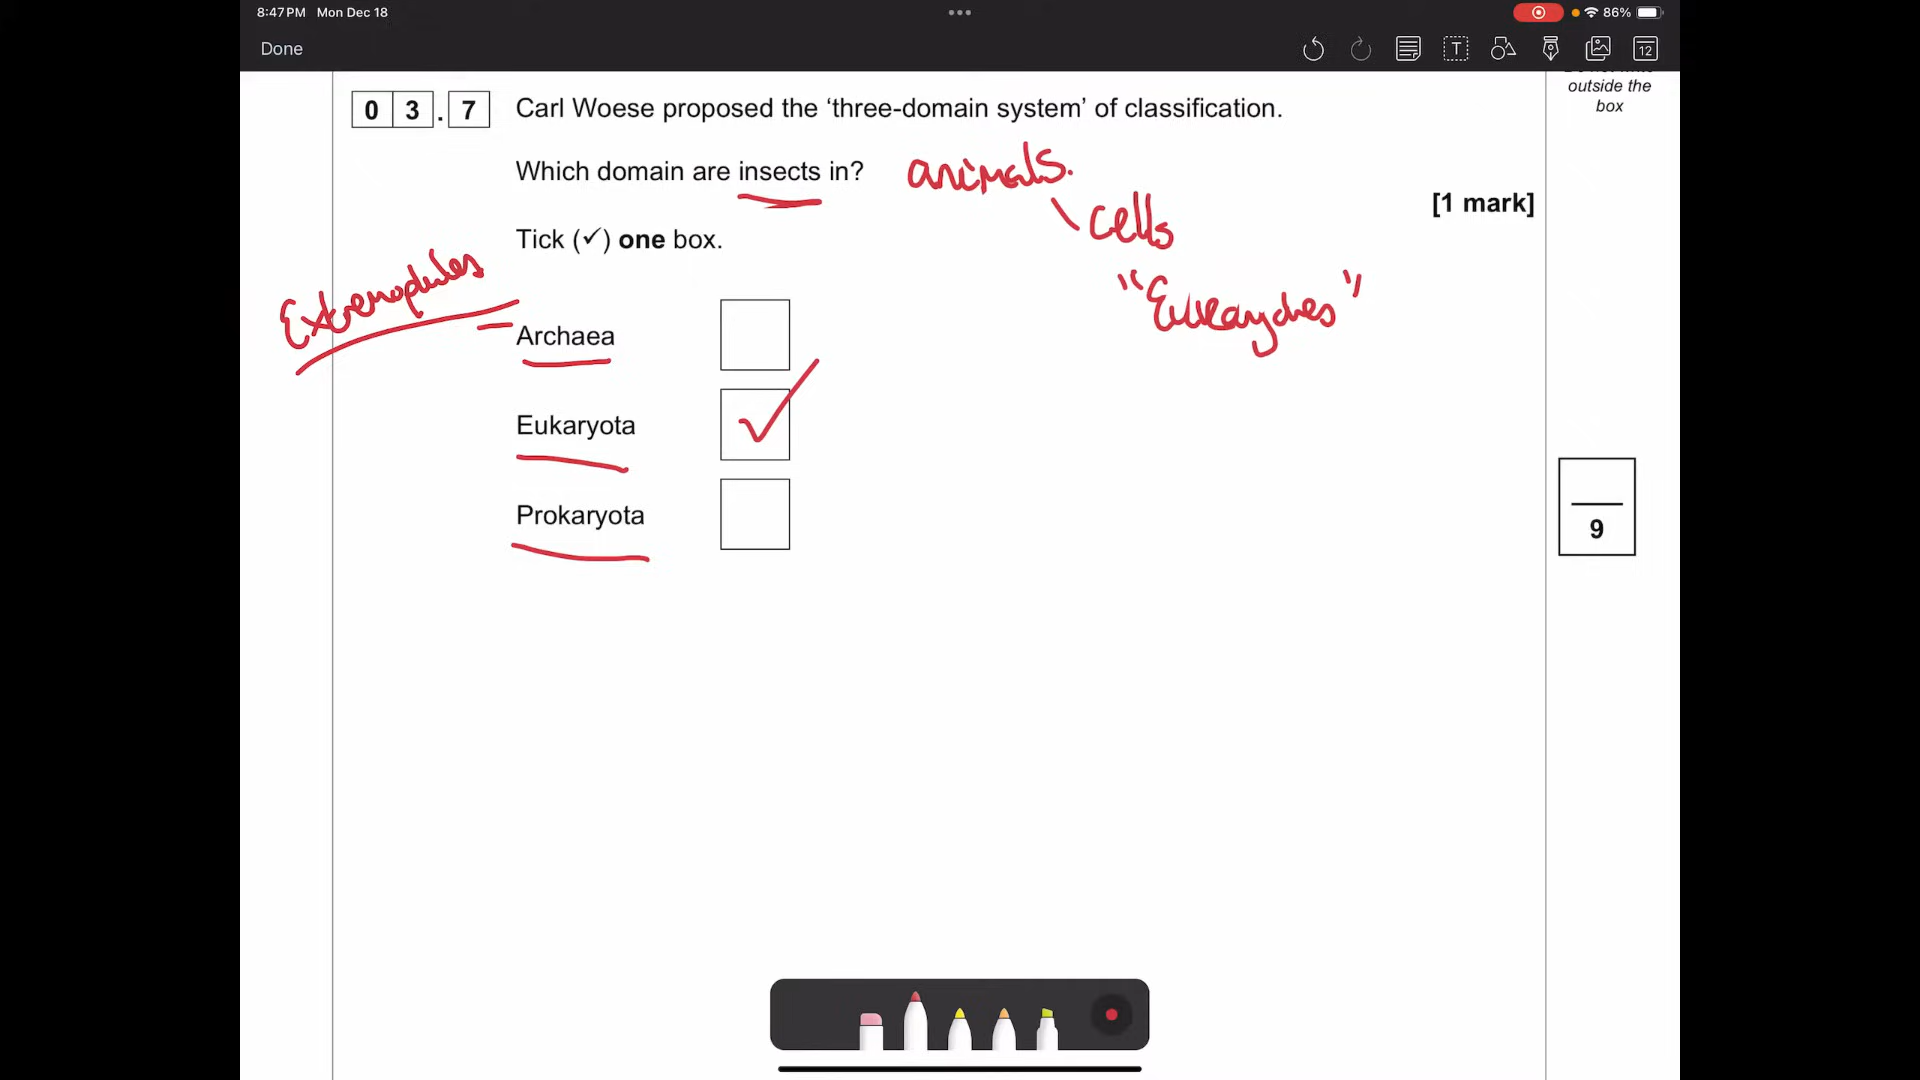 8:47 PM Mon Dec 18
86%
Done
T
12
outside the
box
0 3 . 7 Carl Woese proposed the ‘three-domain system’ of classification.
Which domain are insects in? animals.
[1 mark]
cells
Tick (✓) one box.
Extremophiles
"Eukaryotes"
Archaea
Eukaryota ✓
Prokaryota
9